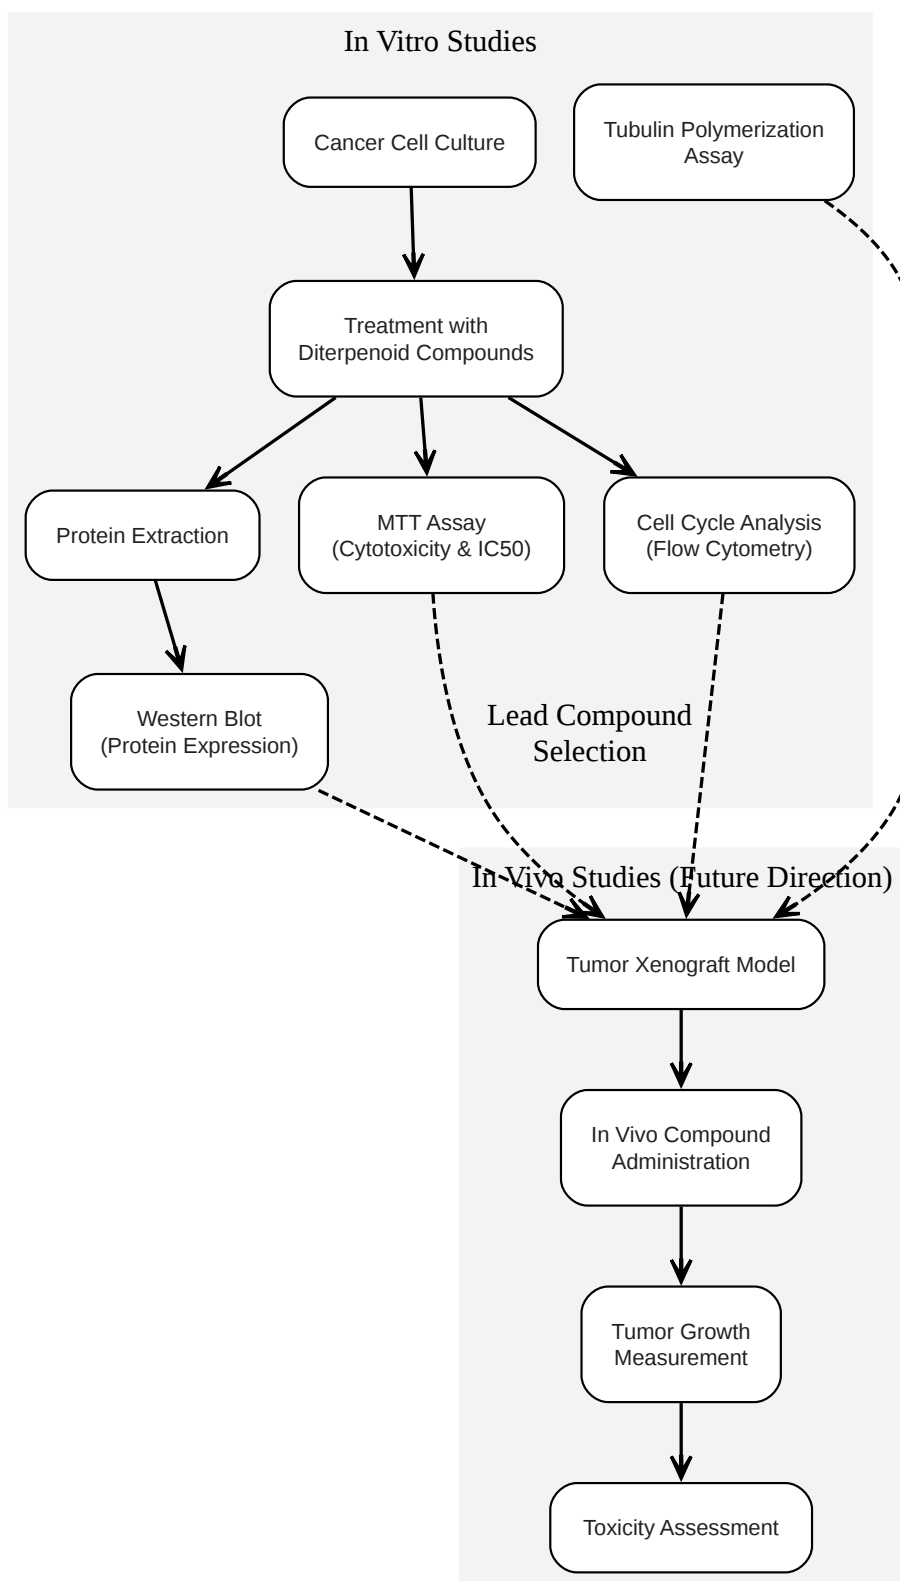 In Vitro Studies
Cancer Cell Culture
Tubulin Polymerization
Assay
Treatment with
Diterpenoid Compounds
Protein Extraction
MTT Assay
(Cytotoxicity & IC50)
Cell Cycle Analysis
(Flow Cytometry)
Western Blot
(Protein Expression)
Lead Compound
Selection
In Vivo Studies (Future Direction)
Tumor Xenograft Model
In Vivo Compound
Administration
Tumor Growth
Measurement
Toxicity Assessment